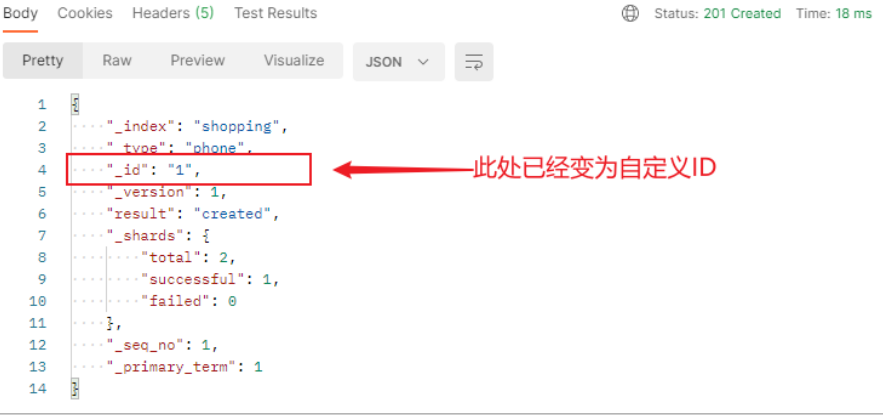 Body Cookies Headers (5) Test Results Status: 201 Created Time: 18 ms
Pretty Raw Preview Visualize JSON
1 {
2 "_index": "shopping",
3 "_type": "phone",
4 "_id": "1", 此处已经变为自定义ID
5 "_version": 1,
6 "result": "created",
7 "_shards": {
8 "total": 2,
9 "successful": 1,
10 "failed": 0
11 },
12 "_seq_no": 1,
13 "_primary_term": 1
14 }